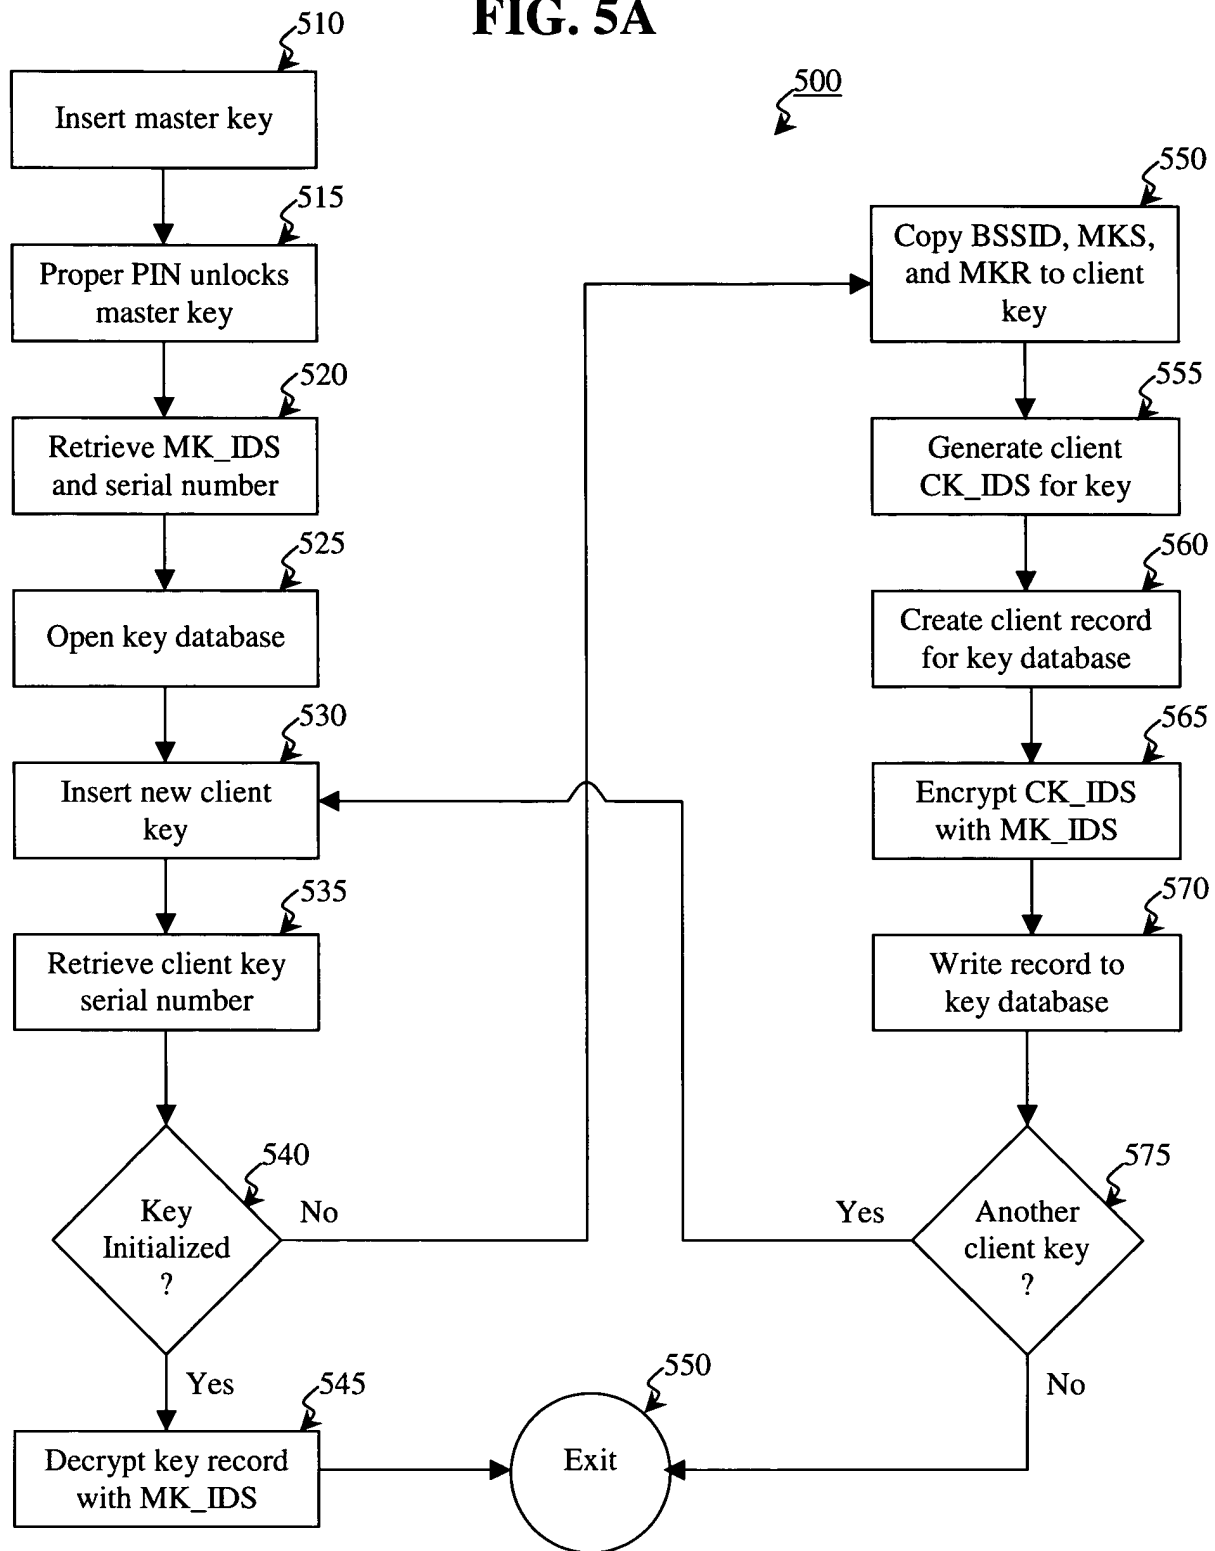 FIG. 5A
500
510
Insert master key
515
Proper PIN unlocks
master key
520
Retrieve MK_IDS
and serial number
525
Open key database
530
Insert new client
key
535
Retrieve client key
serial number
540
Key
Initialized
?
No
Yes
545
Decrypt key record
with MK_IDS
550
Exit
550
Copy BSSID, MKS,
and MKR to client
key
555
Generate client
CK_IDS for key
560
Create client record
for key database
565
Encrypt CK_IDS
with MK_IDS
570
Write record to
key database
575
Another
client key
?
Yes
No